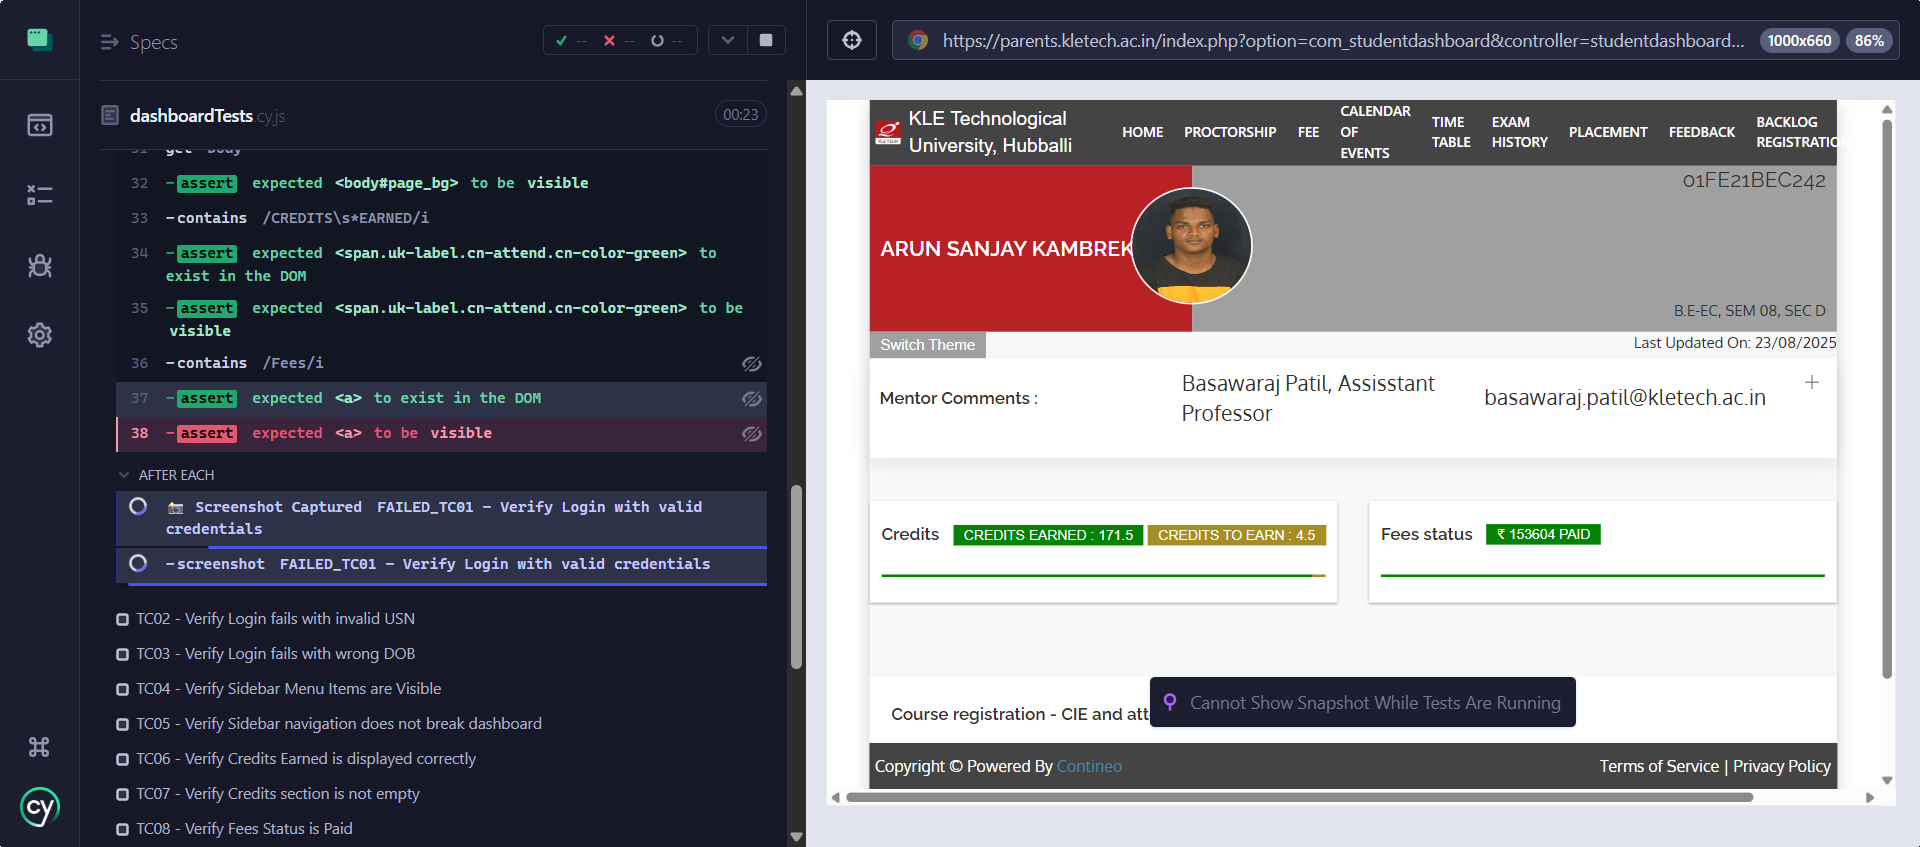 Specs
-- -- --
dashboardTests.cy.js
00:23
32 -assert expected <body#page_bg> to be visible
33 -contains /CREDITS\s*EARNED/i
34 -assert expected <span.uk-label.cn-attend.cn-color-green> to
exist in the DOM
35 -assert expected <span.uk-label.cn-attend.cn-color-green> to be
visible
36 -contains /Fees/i
37 -assert expected <a> to exist in the DOM
38 -assert expected <a> to be visible
AFTER EACH
Screenshot Captured FAILED_TC01 - Verify Login with valid
credentials
-screenshot FAILED_TC01 - Verify Login with valid credentials
TC02 - Verify Login fails with invalid USN
TC03 - Verify Login fails with wrong DOB
TC04 - Verify Sidebar Menu Items are Visible
TC05 - Verify Sidebar navigation does not break dashboard
TC06 - Verify Credits Earned is displayed correctly
TC07 - Verify Credits section is not empty
TC08 - Verify Fees Status is Paid
cy
https://parents.kletech.ac.in/index.php?option=com_studentdashboard&controller=studentdashboard...
1000x660
86%
KLE TECH
KLE Technological
University, Hubballi
HOME
PROCTORSHIP
FEE
CALENDAR
OF
EVENTS
TIME
TABLE
EXAM
HISTORY
PLACEMENT
FEEDBACK
BACKLOG
REGISTRATION
01FE21BEC242
ARUN SANJAY KAMBREK
B.E-EC, SEM 08, SEC D
Switch Theme
Last Updated On: 23/08/2025
Mentor Comments :
Basawaraj Patil, Assisstant
Professor
basawaraj.patil@kletech.ac.in
Credits
CREDITS EARNED : 171.5
CREDITS TO EARN : 4.5
Fees status
₹ 153604 PAID
Course registration - CIE and att
Cannot Show Snapshot While Tests Are Running
Copyright © Powered By Contineo
Terms of Service | Privacy Policy